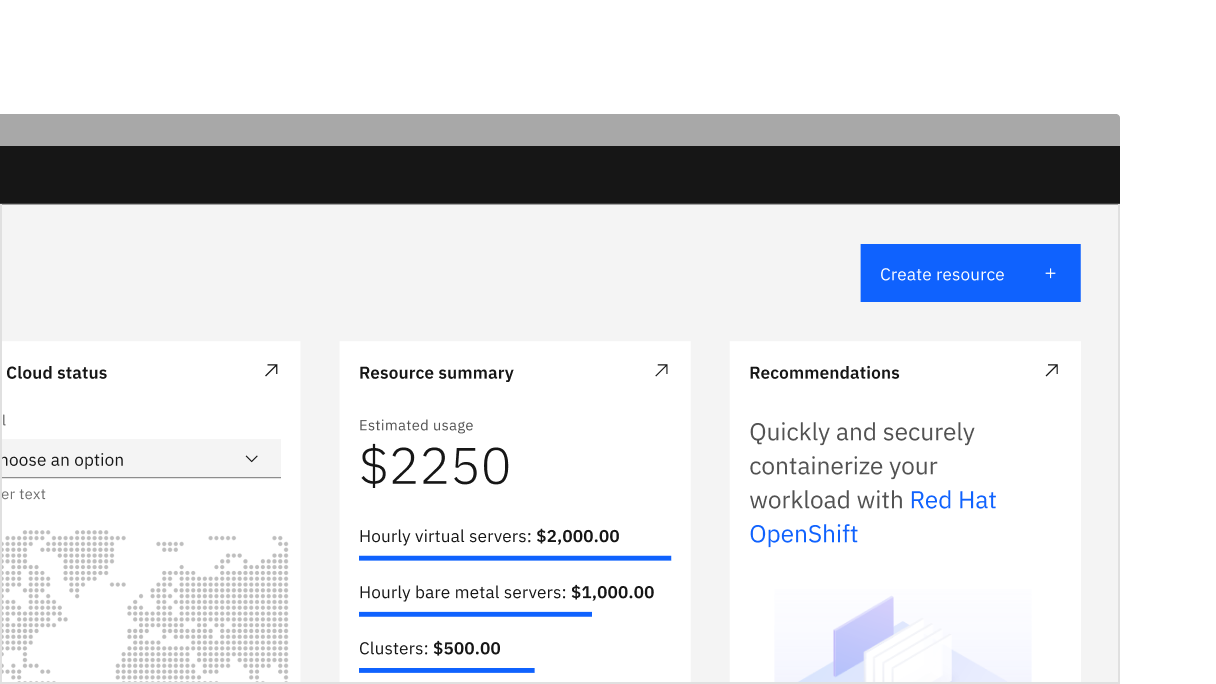 Create resource +
Cloud status
Resource summary
Recommendations
Estimated usage
$2250
Quickly and securely
containerize your
workload with Red Hat
OpenShift
an option
text
Hourly virtual servers: $2,000.00
Hourly bare metal servers: $1,000.00
Clusters: $500.00